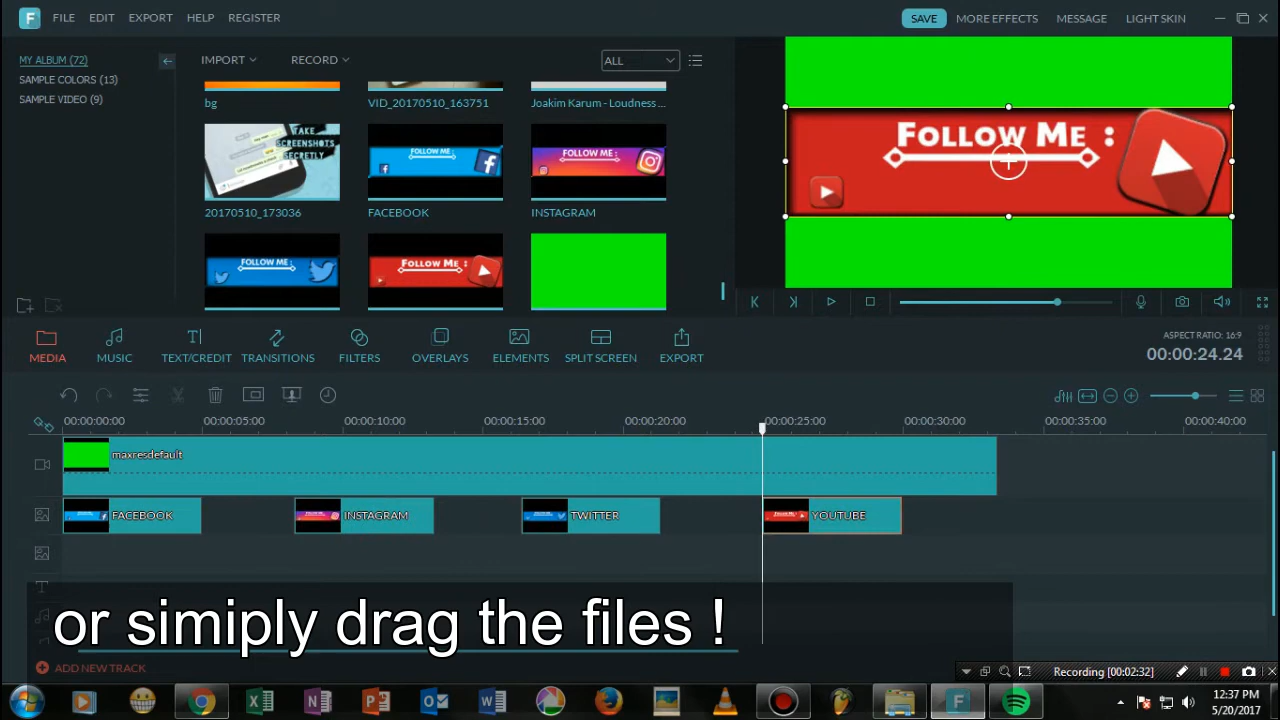 F FILE EDIT EXPORT HELP REGISTER SAVE MORE EFFECTS MESSAGE LIGHT SKIN
MY ALBUM (72)
SAMPLE COLORS (13)
SAMPLE VIDEO (9)
IMPORT RECORD ALL
bg VID_20170510_163751 Joakim Karum - Loudness ...
TAKE
SCREENSHOTS
SECRETLY
FOLLOW ME :
FOLLOW ME :
20170510_173036 FACEBOOK INSTAGRAM
FOLLOW ME :
FOLLOW ME :
FOLLOW ME :
MEDIA MUSIC TEXT/CREDIT TRANSITIONS FILTERS OVERLAYS ELEMENTS SPLIT SCREEN EXPORT
ASPECT RATIO: 16:9
00:00:24.24
00:00:00:00 00:00:05:00 00:00:10:00 00:00:15:00 00:00:20:00 00:00:25:00 00:00:30:00 00:00:35:00 00:00:40:00
maxresdefault
FACEBOOK INSTAGRAM TWITTER YOUTUBE
or simiply drag the files !
ADD NEW TRACK
Recording [00:02:32]
12:37 PM
5/20/2017